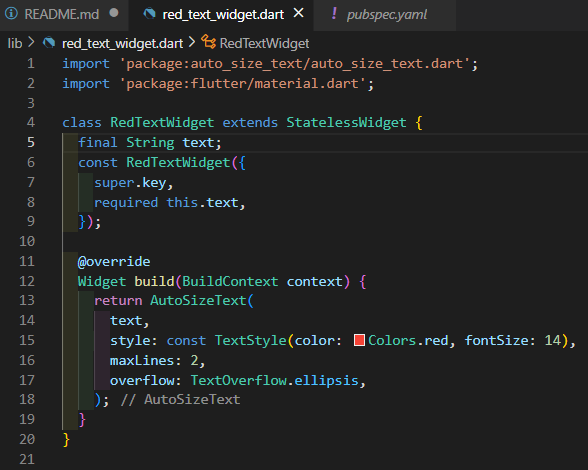 README.md
red_text_widget.dart
pubspec.yaml
lib > red_text_widget.dart > RedTextWidget
1 import 'package:auto_size_text/auto_size_text.dart';
2 import 'package:flutter/material.dart';
3
4 class RedTextWidget extends StatelessWidget {
5   final String text;
6   const RedTextWidget({
7     super.key,
8     required this.text,
9   });
10
11   @override
12   Widget build(BuildContext context) {
13     return AutoSizeText(
14       text,
15       style: const TextStyle(color: Colors.red, fontSize: 14),
16       maxLines: 2,
17       overflow: TextOverflow.ellipsis,
18     ); // AutoSizeText
19   }
20 }
21